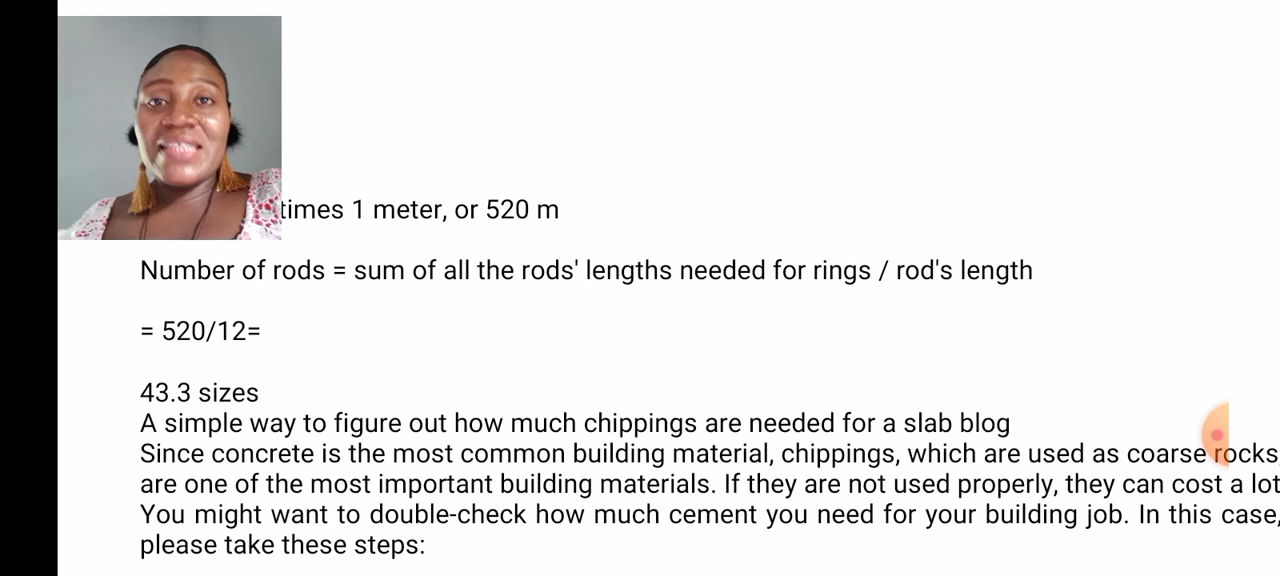 times 1 meter, or 520 m
Number of rods = sum of all the rods' lengths needed for rings / rod's length
= 520/12=
43.3 sizes
A simple way to figure out how much chippings are needed for a slab blog
Since concrete is the most common building material, chippings, which are used as coarse rocks,
are one of the most important building materials. If they are not used properly, they can cost a lot
You might want to double-check how much cement you need for your building job. In this case,
please take these steps: